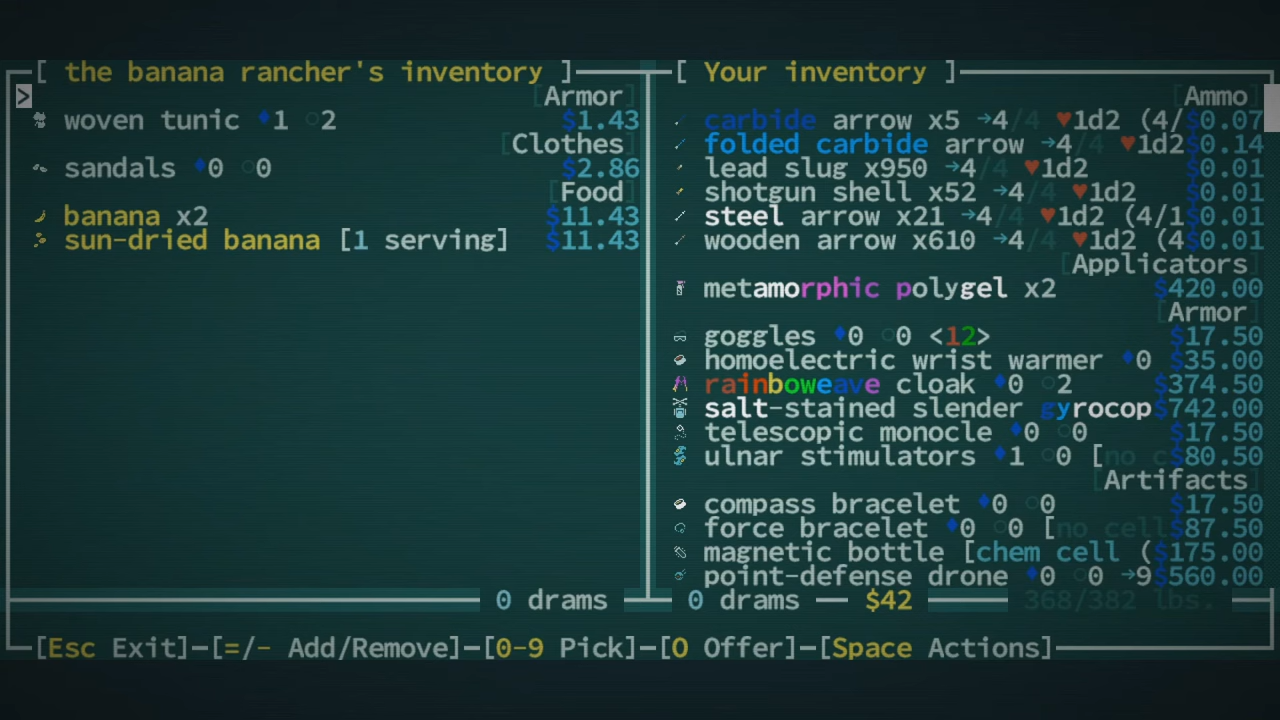 [ the banana rancher's inventory ]
>
[Armor]
woven tunic ♦1 ○2 $1.43
[Clothes]
sandals ♦0 ○0 $2.86
[Food]
banana x2 $11.43
sun-dried banana [1 serving] $11.43
0 drams
[ Your inventory ]
[Ammo]
carbide arrow x5 →4/4 ♥1d2 (4/$0.07
folded carbide arrow →4/4 ♥1d2$0.14
lead slug x950 →4/4 ♥1d2 $0.01
shotgun shell x52 →4/4 ♥1d2 $0.01
steel arrow x21 →4/4 ♥1d2 (4/1$0.01
wooden arrow x610 →4/4 ♥1d2 (4$0.01
[Applicators]
metamorphic polygel x2 $420.00
[Armor]
goggles ♦0 ○0 <12> $17.50
homoelectric wrist warmer ♦0 $35.00
rainboweave cloak ♦0 ○2 $374.50
salt-stained slender gyrocop$742.00
telescopic monocle ♦0 ○0 $17.50
ulnar stimulators ♦1 ○0 [no c$80.50
[Artifacts]
compass bracelet ♦0 ○0 $17.50
force bracelet ♦0 ○0 [no cell$87.50
magnetic bottle [chem cell ($175.00
point-defense drone ♦0 ○0 →9$560.00
0 drams — $42 368/382 lbs.
[Esc Exit]—[=/- Add/Remove]—[0-9 Pick]—[O Offer]—[Space Actions]